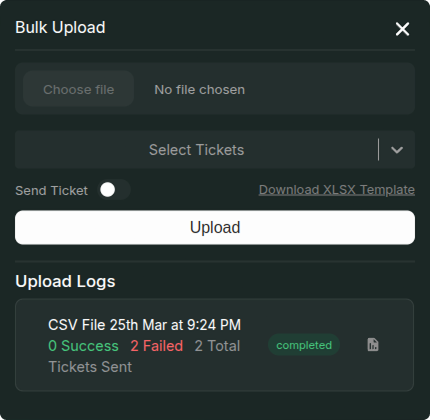 Bulk Upload
Choose file No file chosen
Select Tickets
Send Ticket Download XLSX Template
Upload
Upload Logs
CSV File 25th Mar at 9:24 PM
0 Success 2 Failed 2 Total completed
Tickets Sent